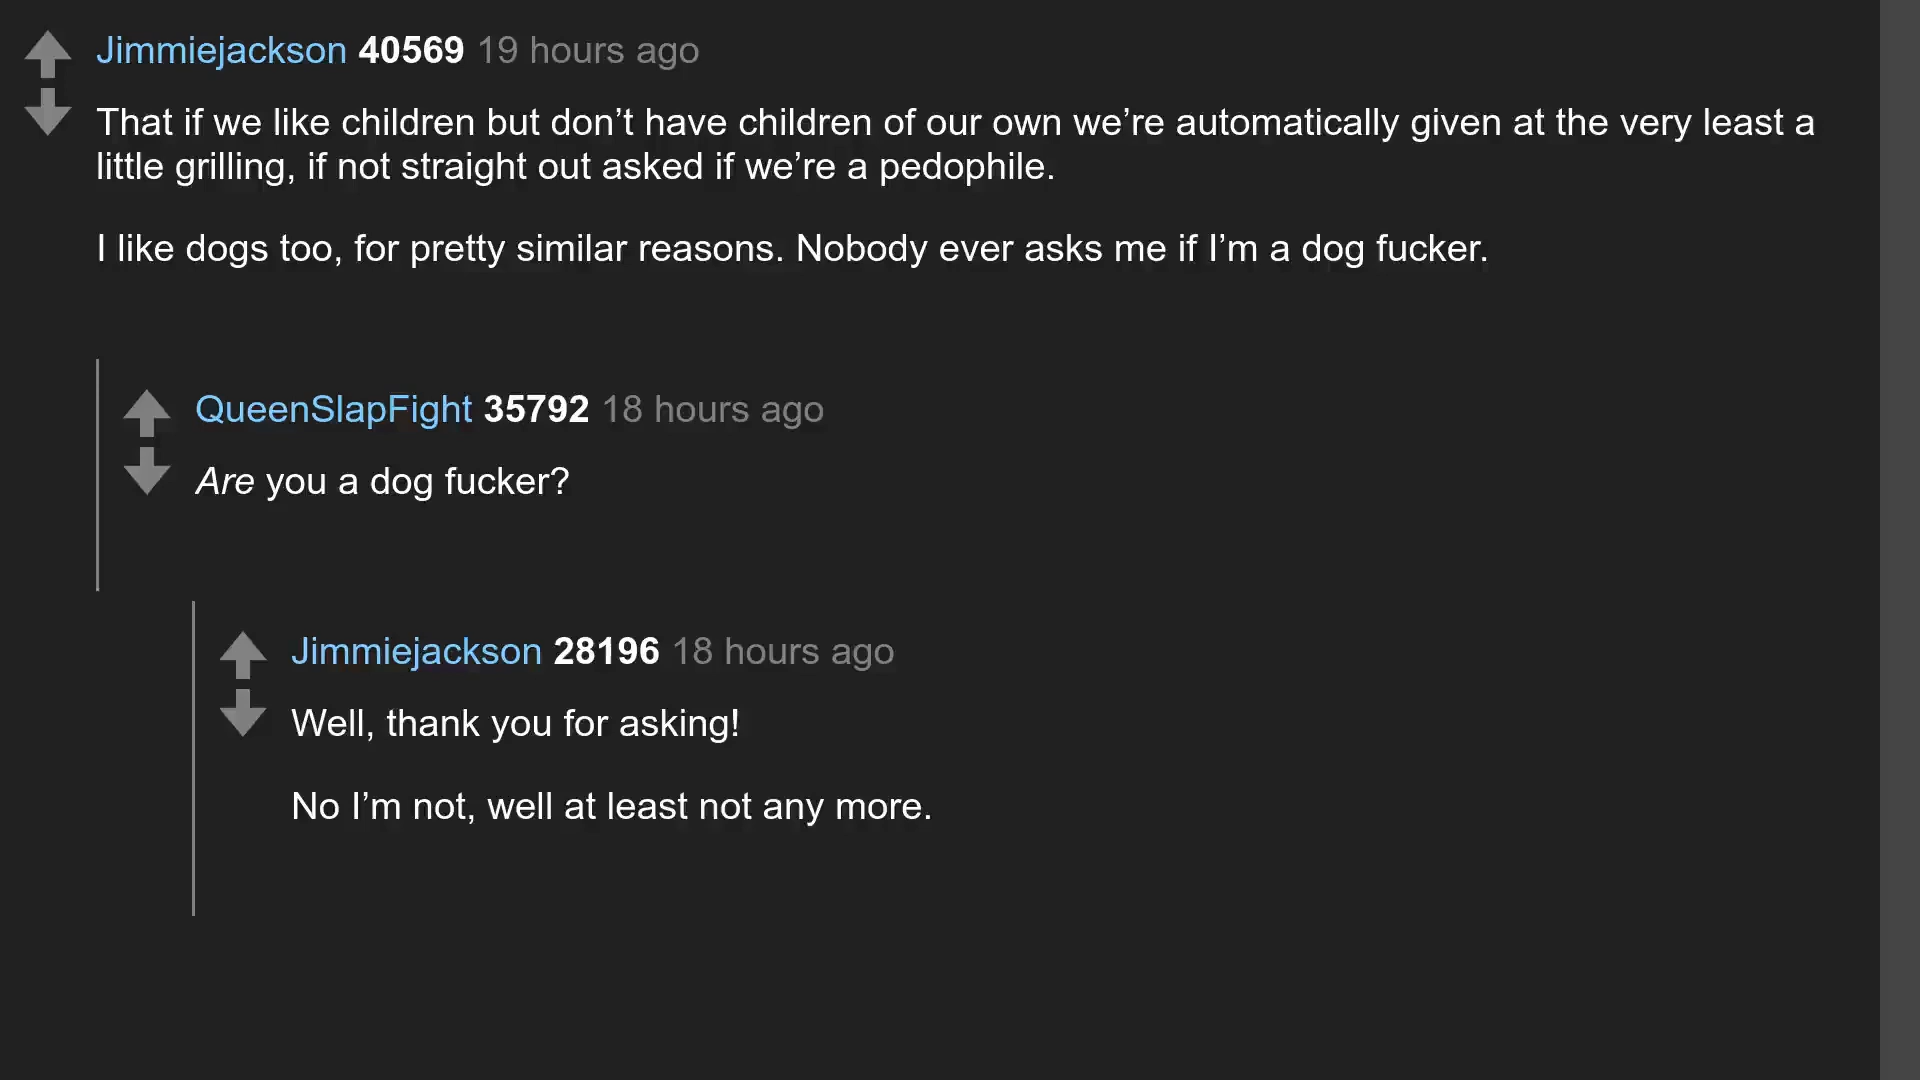 Jimmiejackson 40569 19 hours ago
That if we like children but don’t have children of our own we’re automatically given at the very least a
little grilling, if not straight out asked if we’re a pedophile.
I like dogs too, for pretty similar reasons. Nobody ever asks me if I’m a dog fucker.
QueenSlapFight 35792 18 hours ago
Are you a dog fucker?
Jimmiejackson 28196 18 hours ago
Well, thank you for asking!
No I’m not, well at least not any more.